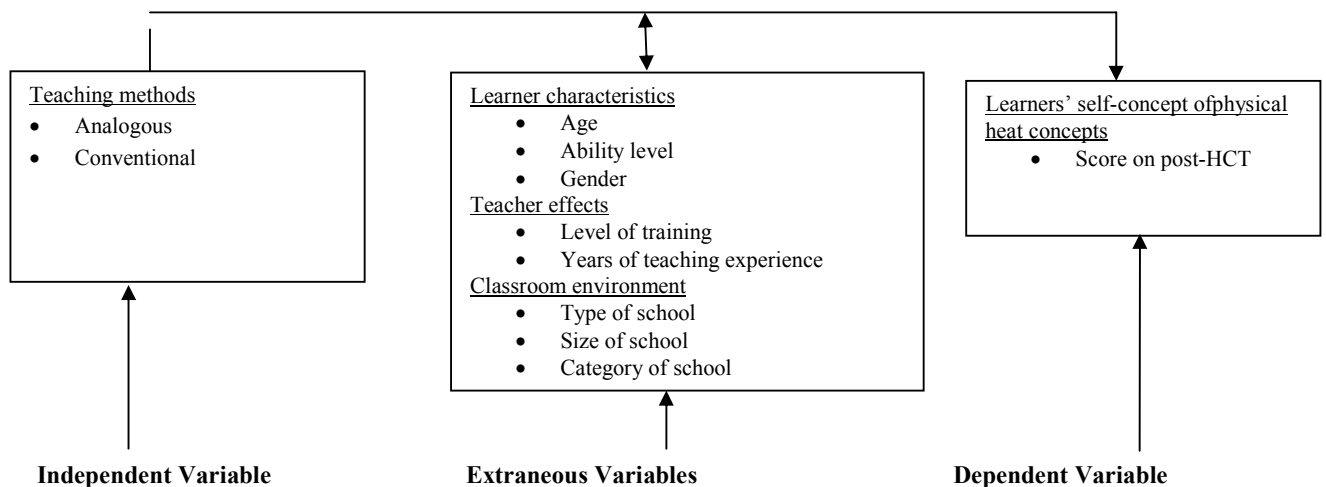 Teaching methods
• Analogous
• Conventional
Learner characteristics
• Age
• Ability level
• Gender
Teacher effects
• Level of training
• Years of teaching experience
Classroom environment
• Type of school
• Size of school
• Category of school
Learners’ self-concept ofphysical
heat concepts
• Score on post-HCT
Independent Variable
Extraneous Variables
Dependent Variable